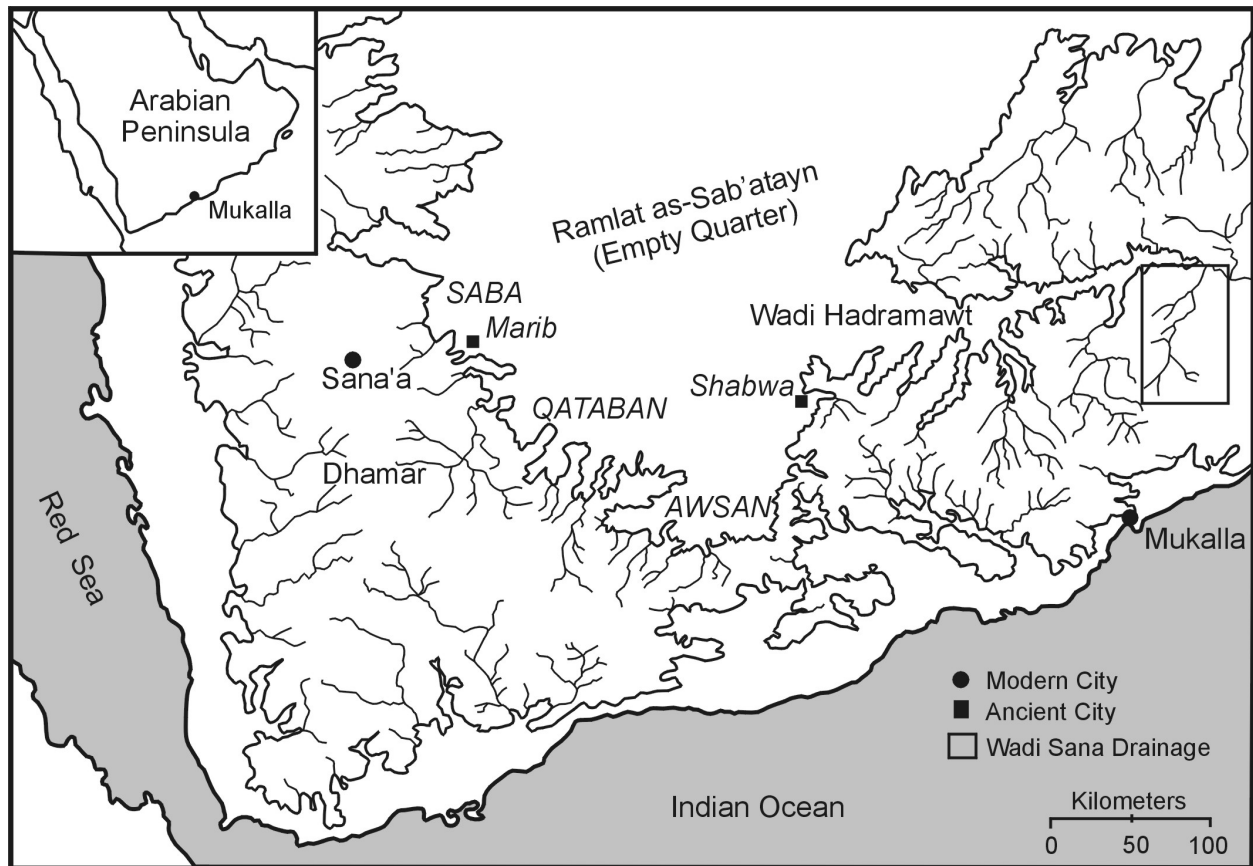 Arabian
Peninsula
Mukalla
Ramlat as-Sab'atayn
(Empty Quarter)
SABA
Marib
Wadi Hadramawt
Sana'a
Shabwa
QATABAN
Dhamar
AWSAN
Red Sea
Mukalla
Modern City
Ancient City
Wadi Sana Drainage
Indian Ocean
Kilometers
0 50 100